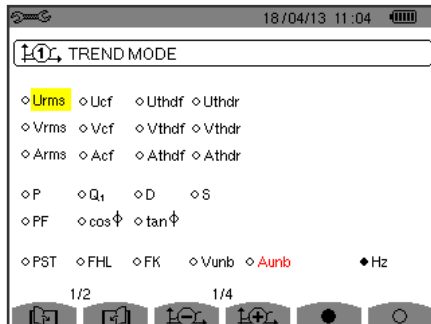 18/04/13 11:04
1 TREND MODE
Urms Ucf Uthdf Uthdr
Vrms Vcf Vthdf Vthdr
Arms Acf Athdf Athdr
P Q₁ D S
PF cosΦ tanΦ
PST FHL FK Vunb Aunb Hz
1/2 1/4